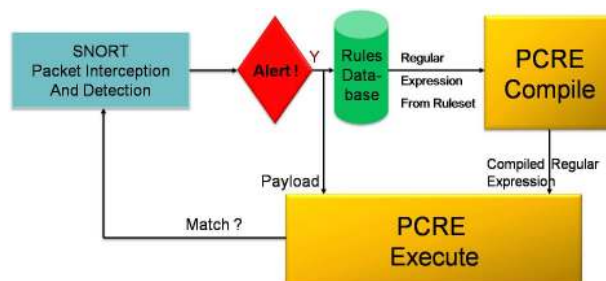 SNORT
Packet Interception
And Detection
Alert !
Y
Rules
Data-
base
Regular
Expression
From Ruleset
PCRE
Compile
Payload
Compiled Regular
Expression
Match ?
PCRE
Execute